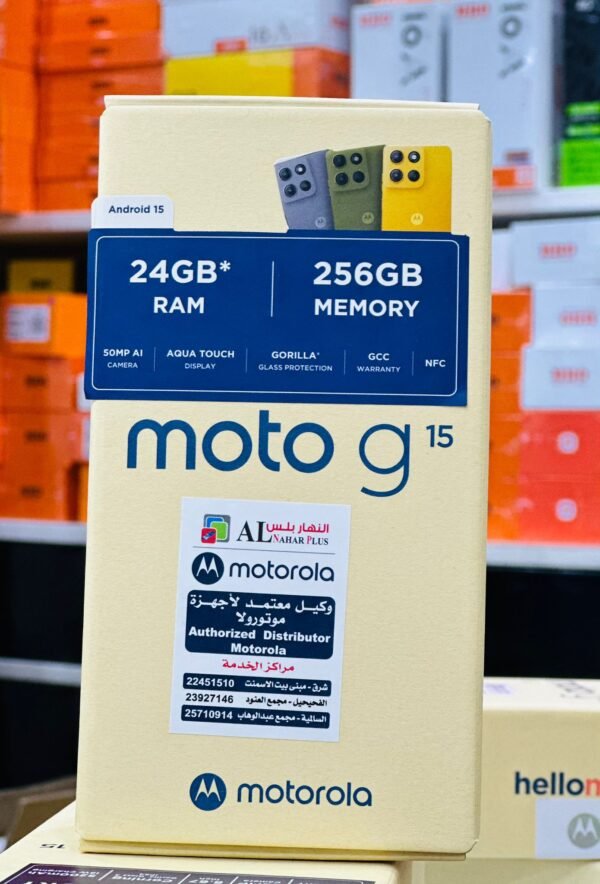 Android 15
24GB*
RAM
256GB
MEMORY
50MP AI
CAMERA
AQUA TOUCH
DISPLAY
GORILLA*
GLASS PROTECTION
GCC
WARRANTY
NFC
moto g 15
النهار بلس
AL NAHAR PLUS
motorola
وكيل معتمد لأجهزة
موتورولا
Authorized Distributor
Motorola
مراكز الخدمة
شرق - مبنى بيت الاسمنت 22451510
الفحيحيل - مجمع العنود 23927146
السالمية - مجمع عبدالوهاب 25710914
motorola
hello
15